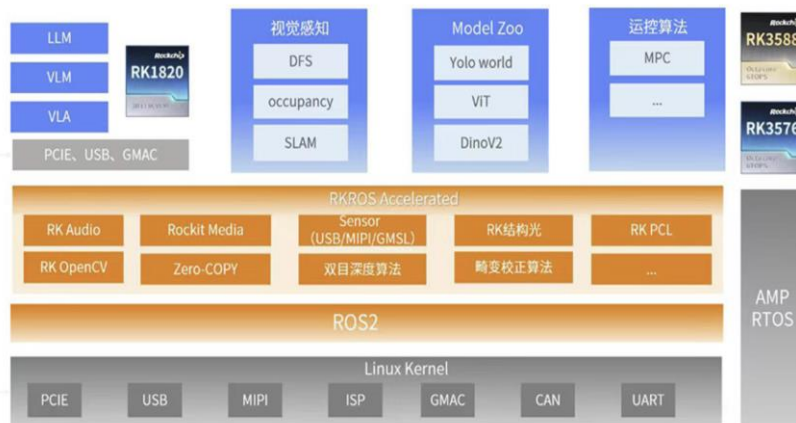 LLM
VLM
VLA
Rockchip
RK1820
PCIE、USB、GMAC
视觉感知
DFS
occupancy
SLAM
Model Zoo
Yolo world
ViT
DinoV2
运控算法
MPC
...
Rockchip
RK3588
Rockchip
RK3576
RKROS Accelerated
RK Audio
Rockit Media
Sensor
(USB/MIPI/GMSL)
RK结构光
RK PCL
RK OpenCV
Zero-COPY
双目深度算法
畸变校正算法
...
ROS2
Linux Kernel
PCIE
USB
MIPI
ISP
GMAC
CAN
UART
AMP
RTOS